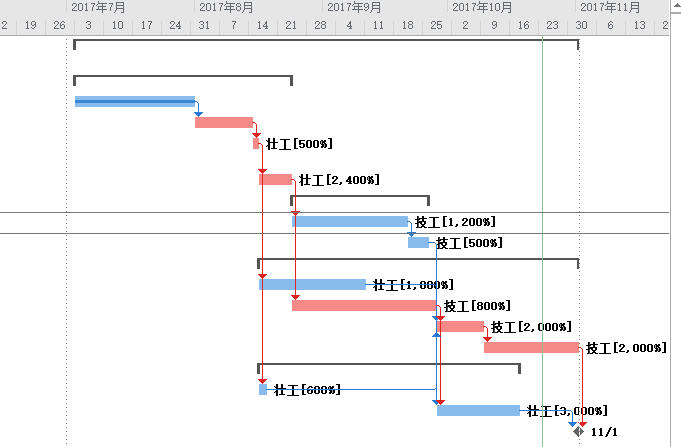 2017年7月 2017年8月 2017年9月 2017年10月 2017年11月
2 19 26 3 10 17 24 31 7 14 21 28 4 11 18 25 2 9 16 23 30 6 13 2
壮工[500%]
壮工[2,400%]
技工[1,200%]
技工[500%]
壮工[1,000%]
技工[800%]
技工[2,000%]
技工[2,000%]
壮工[600%]
壮工[3,000%]
11/1